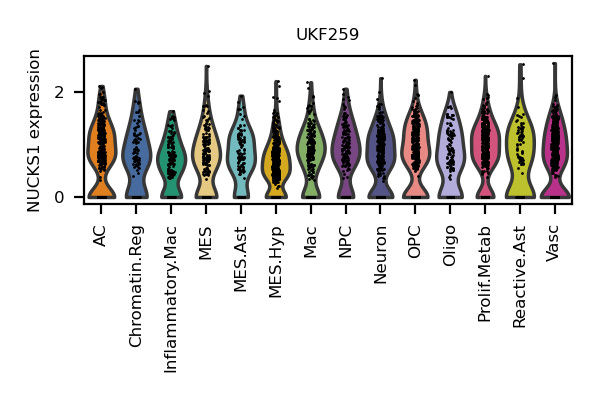 UKF259
NUCKS1 expression
2
0
AC
Chromatin.Reg
Inflammatory.Mac
MES
MES.Ast
MES.Hyp
Mac
NPC
Neuron
OPC
Oligo
Prolif.Metab
Reactive.Ast
Vasc